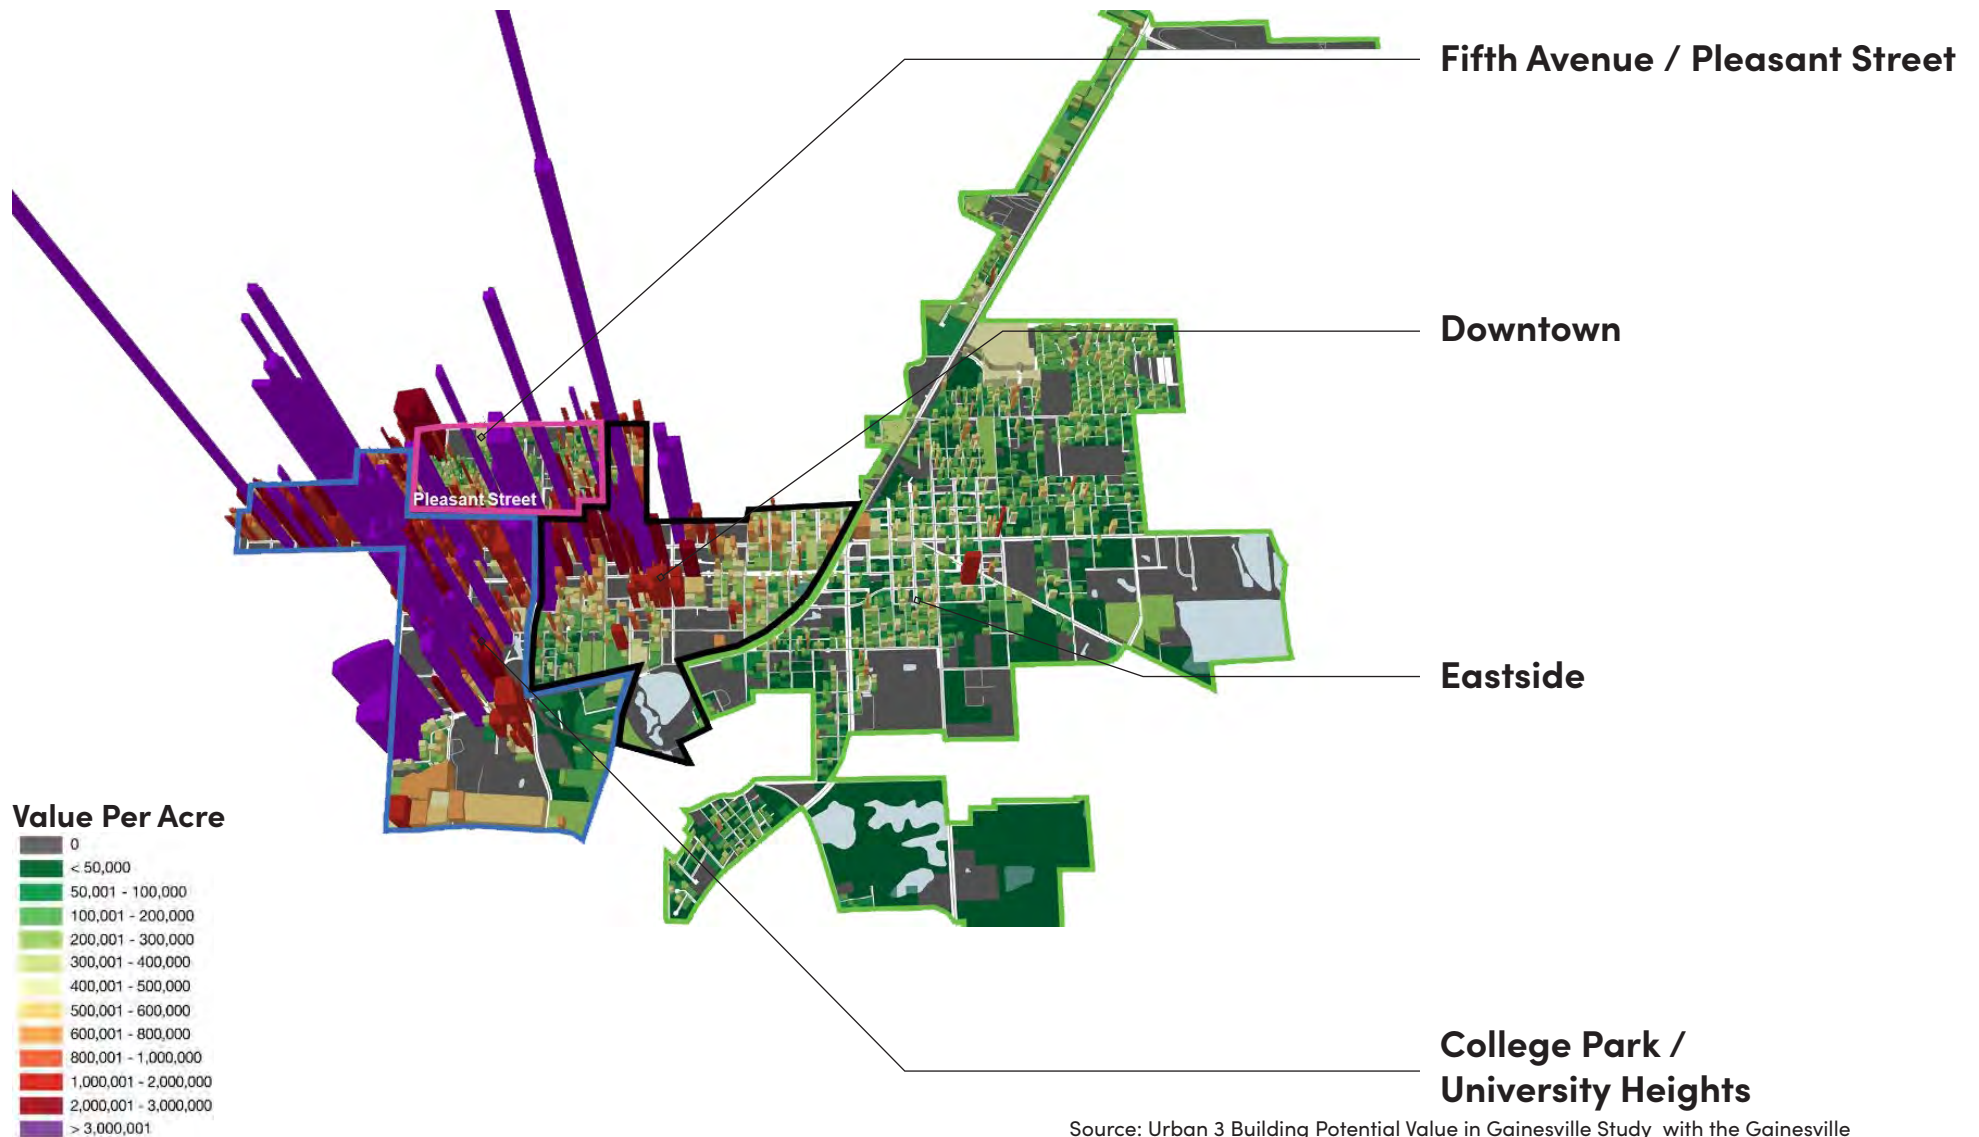 Fifth Avenue / Pleasant Street
Downtown
Pleasant Street
Eastside
Value Per Acre
0
< 50,000
50,001 - 100,000
100,001 - 200,000
200,001 - 300,000
300,001 - 400,000
400,001 - 500,000
500,001 - 600,000
600,001 - 800,000
800,001 - 1,000,000
1,000,001 - 2,000,000
2,000,001 - 3,000,000
> 3,000,001
College Park /
University Heights
Source: Urban 3 Building Potential Value in Gainesville Study with the Gainesville